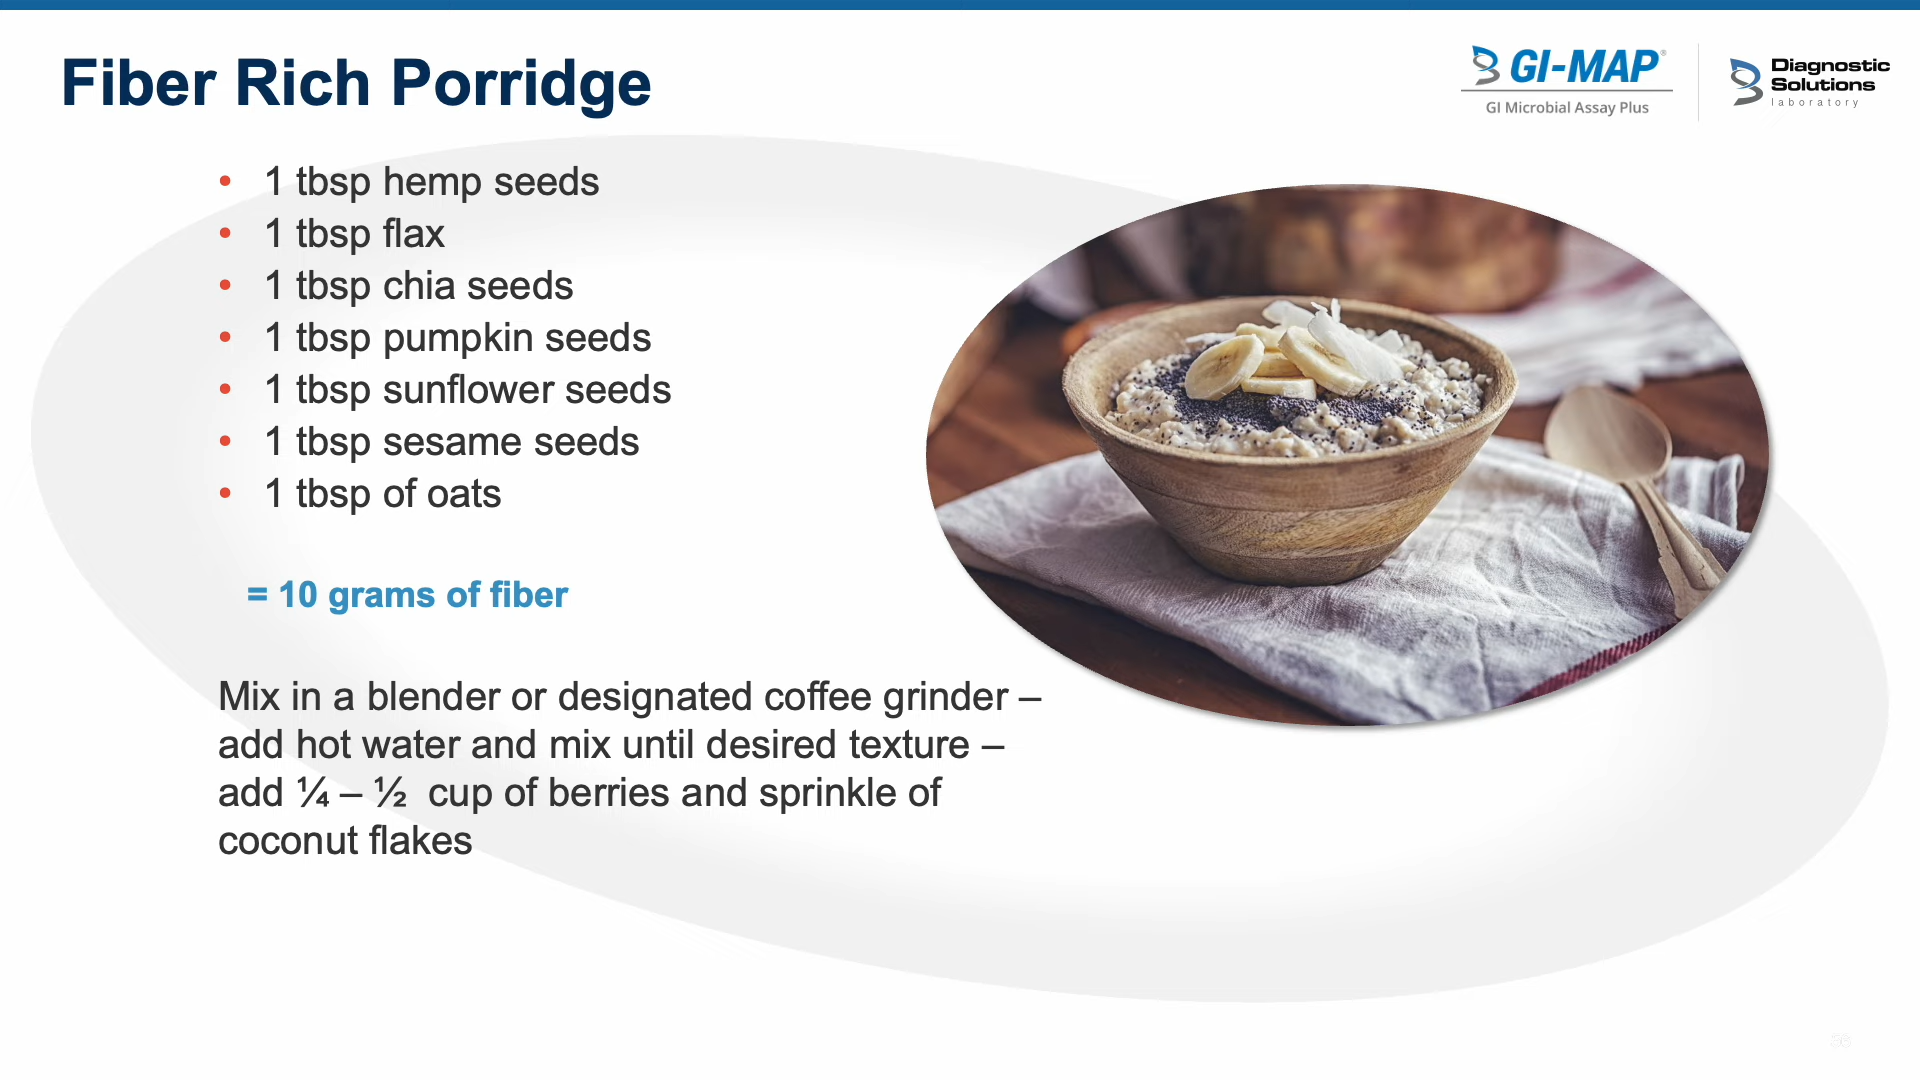 Fiber Rich Porridge
GI-MAP®
GI Microbial Assay Plus
Diagnostic
Solutions
laboratory
• 1 tbsp hemp seeds
• 1 tbsp flax
• 1 tbsp chia seeds
• 1 tbsp pumpkin seeds
• 1 tbsp sunflower seeds
• 1 tbsp sesame seeds
• 1 tbsp of oats
= 10 grams of fiber
Mix in a blender or designated coffee grinder –
add hot water and mix until desired texture –
add ¼ – ½ cup of berries and sprinkle of
coconut flakes